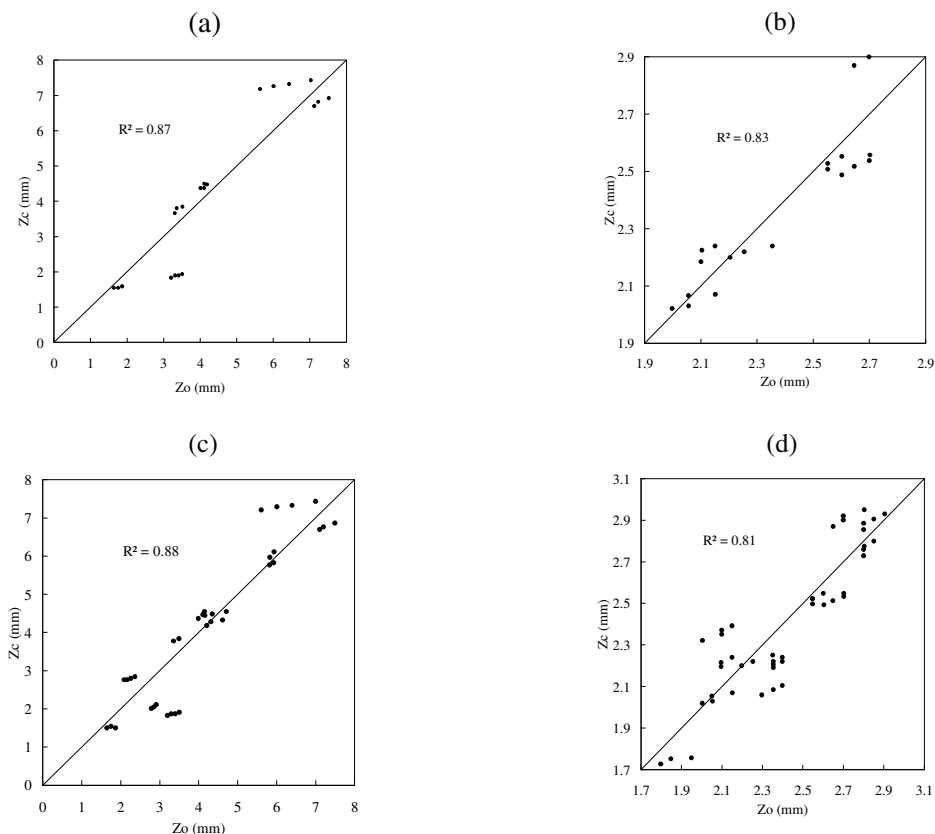 (a)
8
7
6
5
4
3
2
1
0
0 1 2 3 4 5 6 7 8
Zc (mm)
Zo (mm)
R² = 0.87
(b)
2.9
2.7
2.5
2.3
2.1
1.9
1.9 2.1 2.3 2.5 2.7 2.9
Zc (mm)
Zo (mm)
R² = 0.83
(c)
8
7
6
5
4
3
2
1
0
0 1 2 3 4 5 6 7 8
Zc (mm)
Zo (mm)
R² = 0.88
(d)
3.1
2.9
2.7
2.5
2.3
2.1
1.9
1.7
1.7 1.9 2.1 2.3 2.5 2.7 2.9 3.1
Zc (mm)
Zo (mm)
R² = 0.81